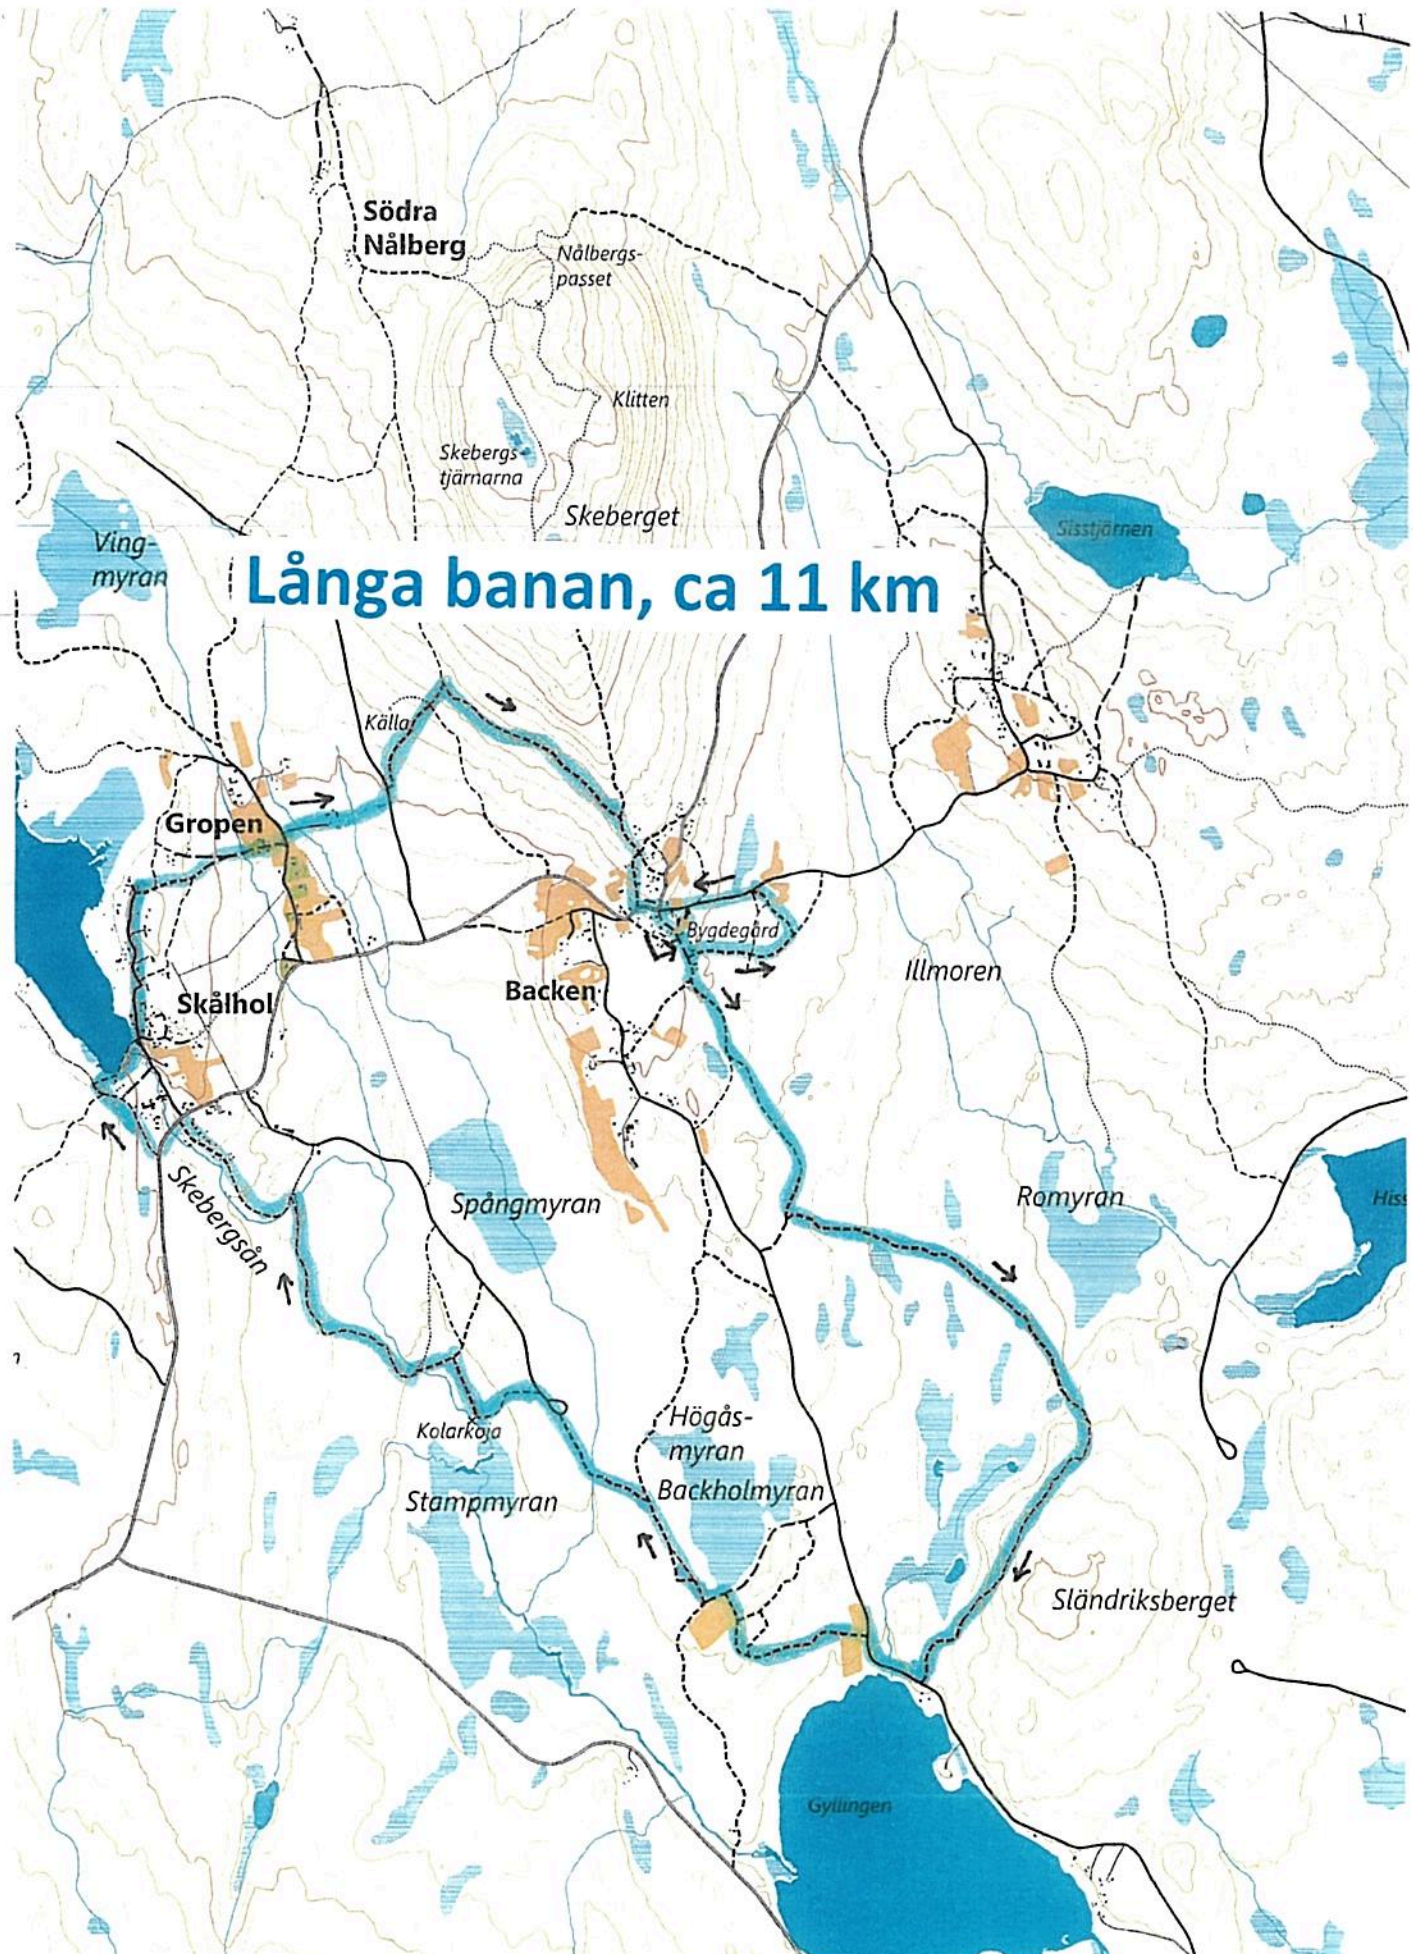 Södra
Nålberg
Nålbergs-
passet
Klitten
Skebergs-
tjärnarna
Skeberget
Sisstjärnen
Ving-
myran
Långa banan, ca 11 km
Källa
Gropen
Bygdegård
Illmoren
Backen
Skålhol
Skebergsån
Spångmyran
Romyran
Hiss
Kolarkoja
Högås-
myran
Backholmyran
Stampmyran
Sländriksberget
Gyllingen